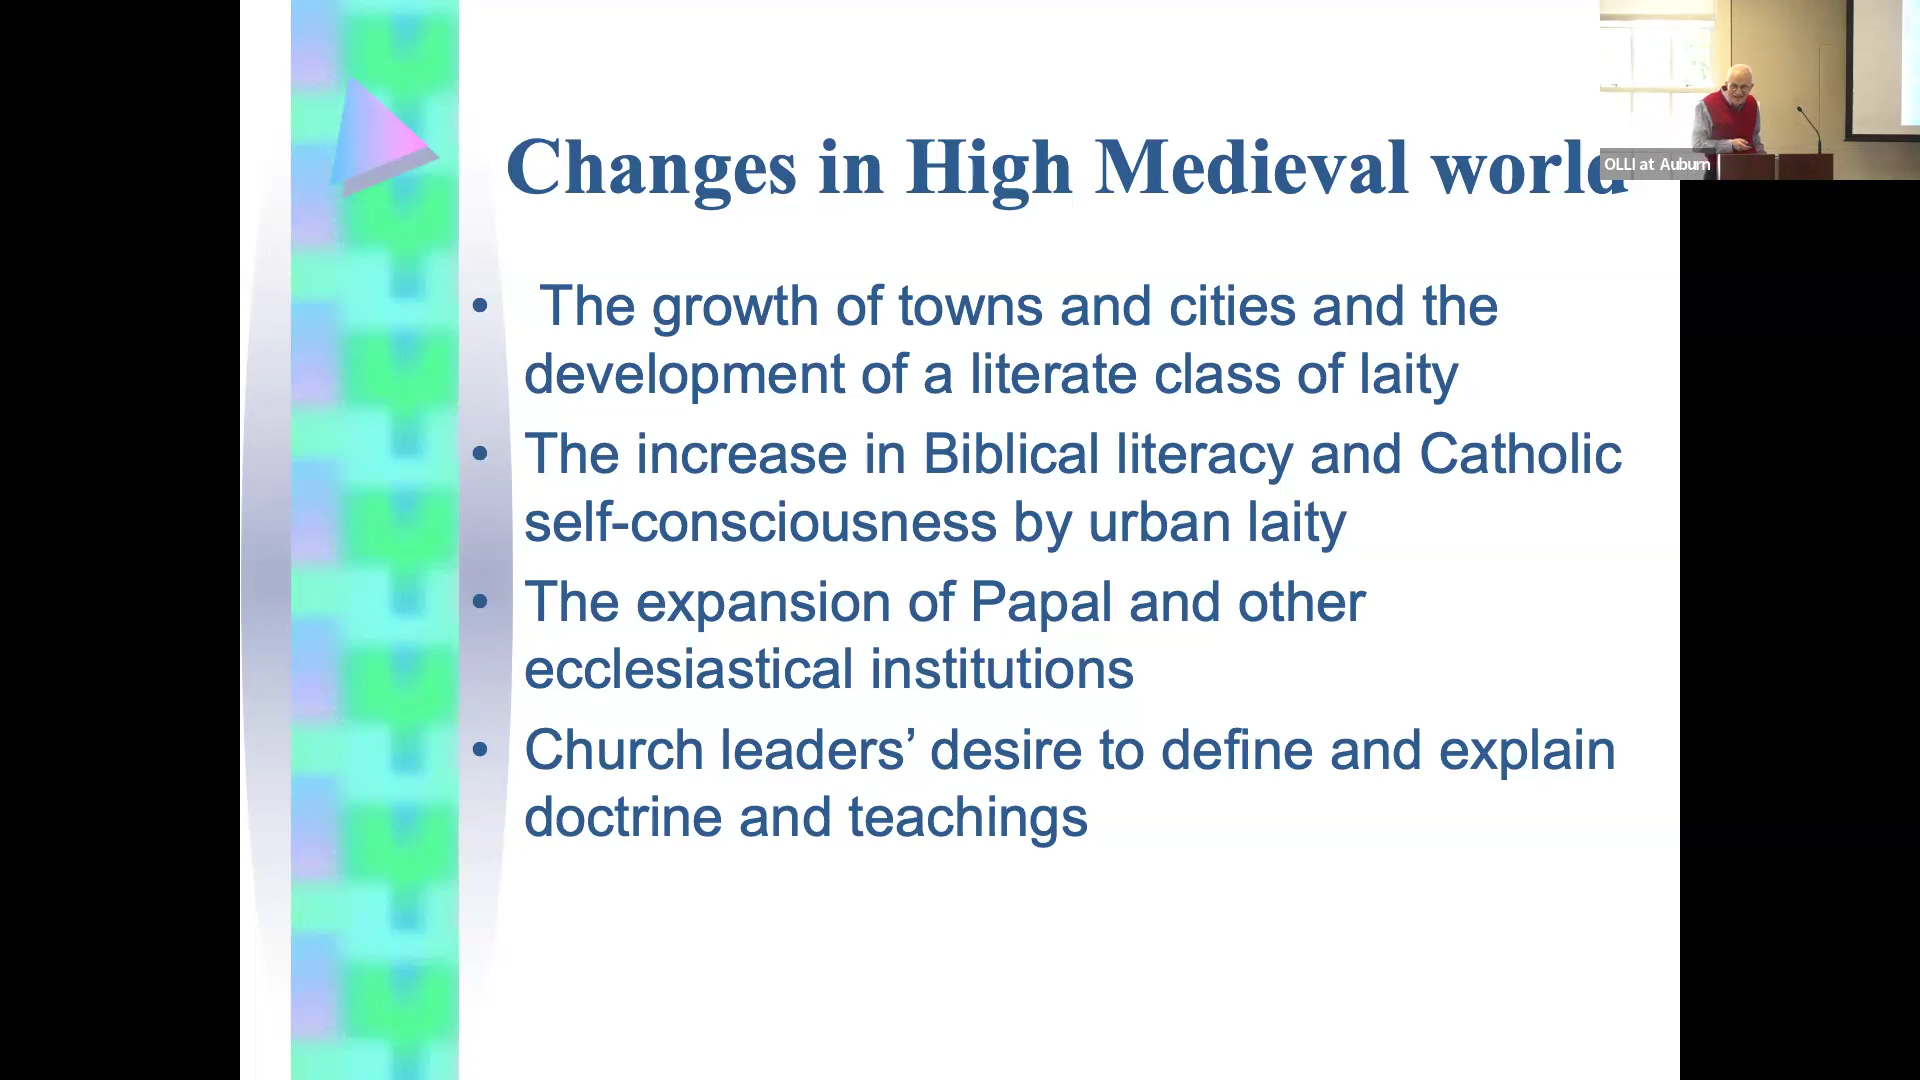 Changes in High Medieval world
OLLI at Auburn
• The growth of towns and cities and the
development of a literate class of laity
• The increase in Biblical literacy and Catholic
self-consciousness by urban laity
• The expansion of Papal and other
ecclesiastical institutions
• Church leaders’ desire to define and explain
doctrine and teachings